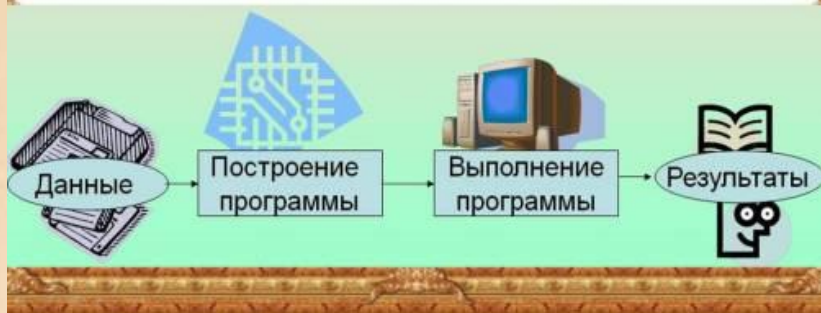 Данные
Построение
программы
Выполнение
программы
Результаты